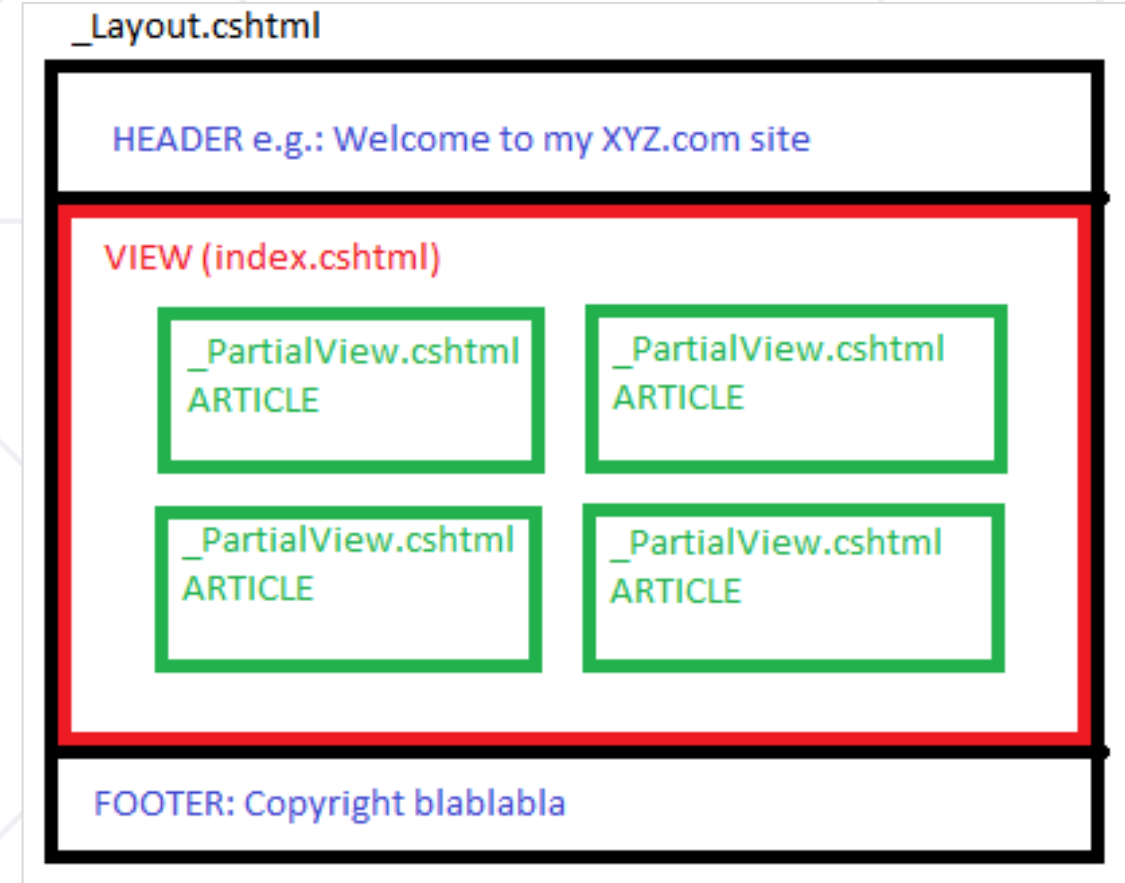 _Layout.cshtml
HEADER e.g.: Welcome to my XYZ.com site
VIEW (index.cshtml)
_PartialView.cshtml
ARTICLE
_PartialView.cshtml
ARTICLE
_PartialView.cshtml
ARTICLE
_PartialView.cshtml
ARTICLE
FOOTER: Copyright blablabla